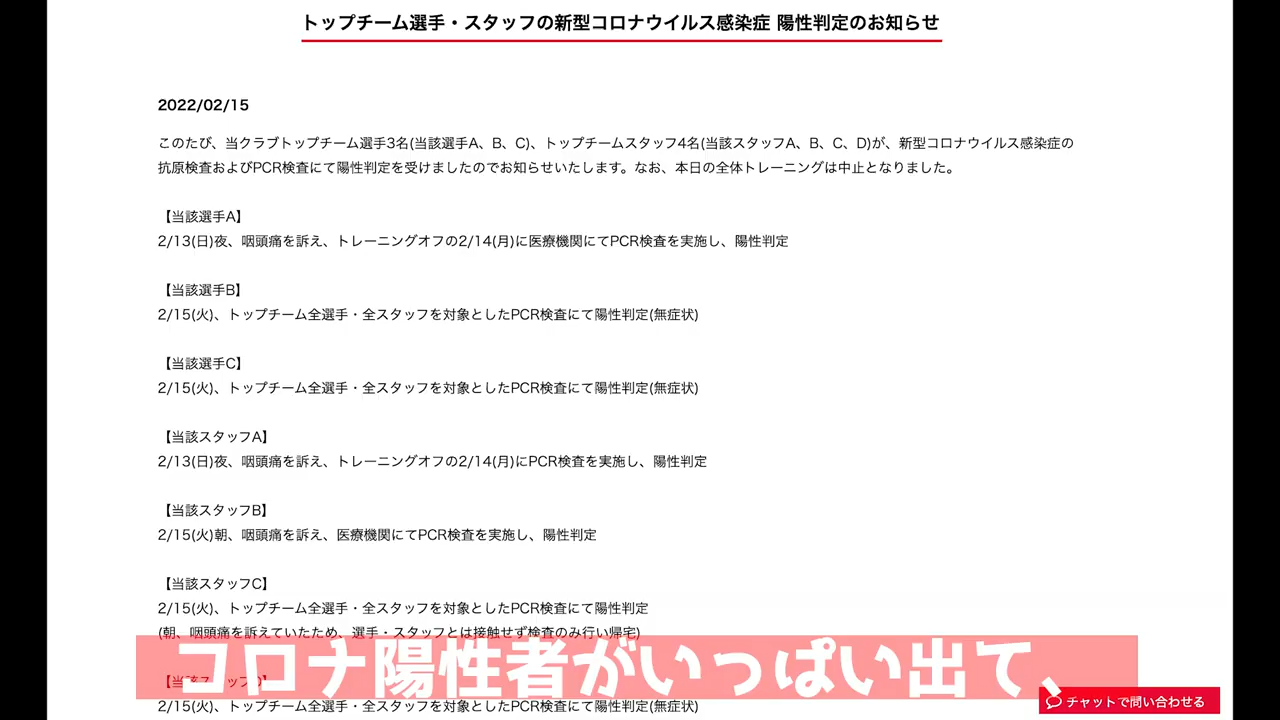 トップチーム選手・スタッフの新型コロナウイルス感染症 陽性判定のお知らせ
2022/02/15
このたび、当クラブトップチーム選手3名(当該選手A、B、C)、トップチームスタッフ4名(当該スタッフA、B、C、D)が、新型コロナウイルス感染症の
抗原検査およびPCR検査にて陽性判定を受けましたのでお知らせいたします。なお、本日の全体トレーニングは中止となりました。
【当該選手A】
2/13(日)夜、咽頭痛を訴え、トレーニングオフの2/14(月)に医療機関にてPCR検査を実施し、陽性判定
【当該選手B】
2/15(火)、トップチーム全選手・全スタッフを対象としたPCR検査にて陽性判定(無症状)
【当該選手C】
2/15(火)、トップチーム全選手・全スタッフを対象としたPCR検査にて陽性判定(無症状)
【当該スタッフA】
2/13(日)夜、咽頭痛を訴え、トレーニングオフの2/14(月)にPCR検査を実施し、陽性判定
【当該スタッフB】
2/15(火)朝、咽頭痛を訴え、医療機関にてPCR検査を実施し、陽性判定
【当該スタッフC】
2/15(火)、トップチーム全選手・全スタッフを対象としたPCR検査にて陽性判定
(朝、咽頭痛を訴えていたため、選手・スタッフとは接触せず検査のみ行い帰宅)
コロナ陽性者がいっぱい出て、
【当該スタッフD】
チャットで問い合わせる
2/15(火)、トップチーム全選手・全スタッフを対象としたPCR検査にて陽性判定(無症状)